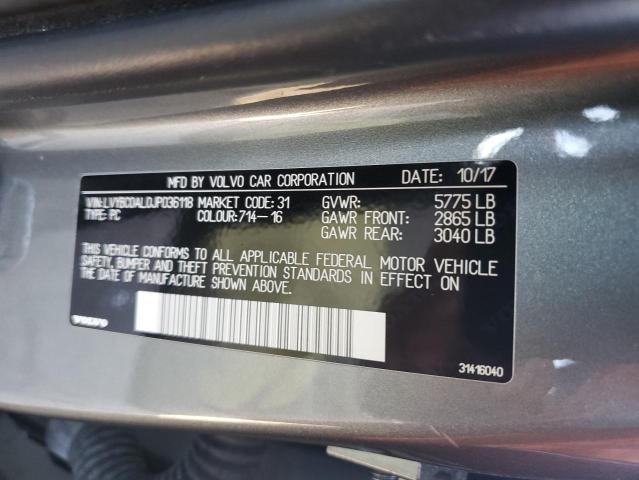 MFD BY VOLVO CAR CORPORATION DATE: 10/17
VIN:LVYBC0AL0JP036118 MARKET CODE:31 GVWR: 5775 LB
TYPE: PC COLOUR:714-16 GAWR FRONT: 2865 LB
GAWR REAR: 3040 LB
THIS VEHICLE CONFORMS TO ALL APPLICABLE FEDERAL MOTOR VEHICLE
SAFETY, BUMPER AND THEFT PREVENTION STANDARDS IN EFFECT ON
THE DATE OF MANUFACTURE SHOWN ABOVE.
VOLVO
31416040